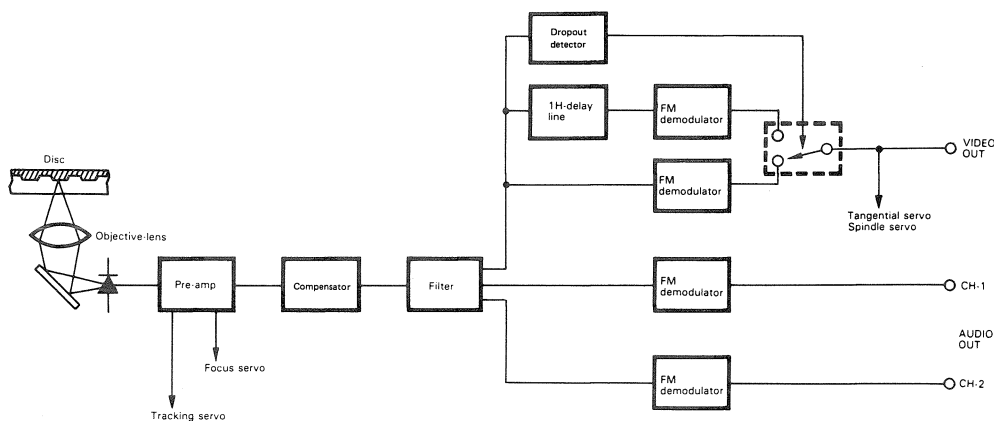 Disc
Objective-lens
Pre-amp
Compensator
Filter
Focus servo
Tracking servo
Dropout
detector
1H-delay
line
FM
demodulator
FM
demodulator
VIDEO
OUT
Tangential servo
Spindle servo
FM
demodulator
CH-1
AUDIO
OUT
FM
demodulator
CH-2